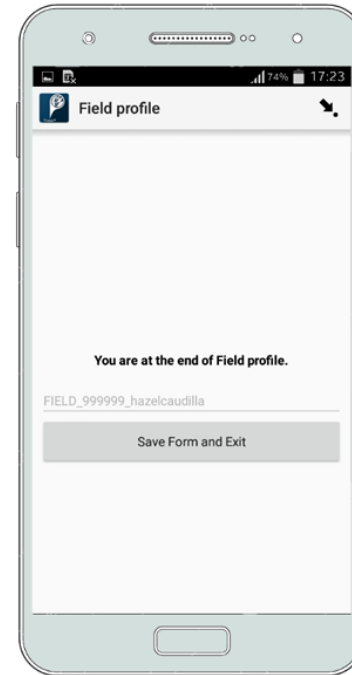 74% 17:23
Field profile
You are at the end of Field profile.
FIELD_999999_hazelcaudilla
Save Form and Exit